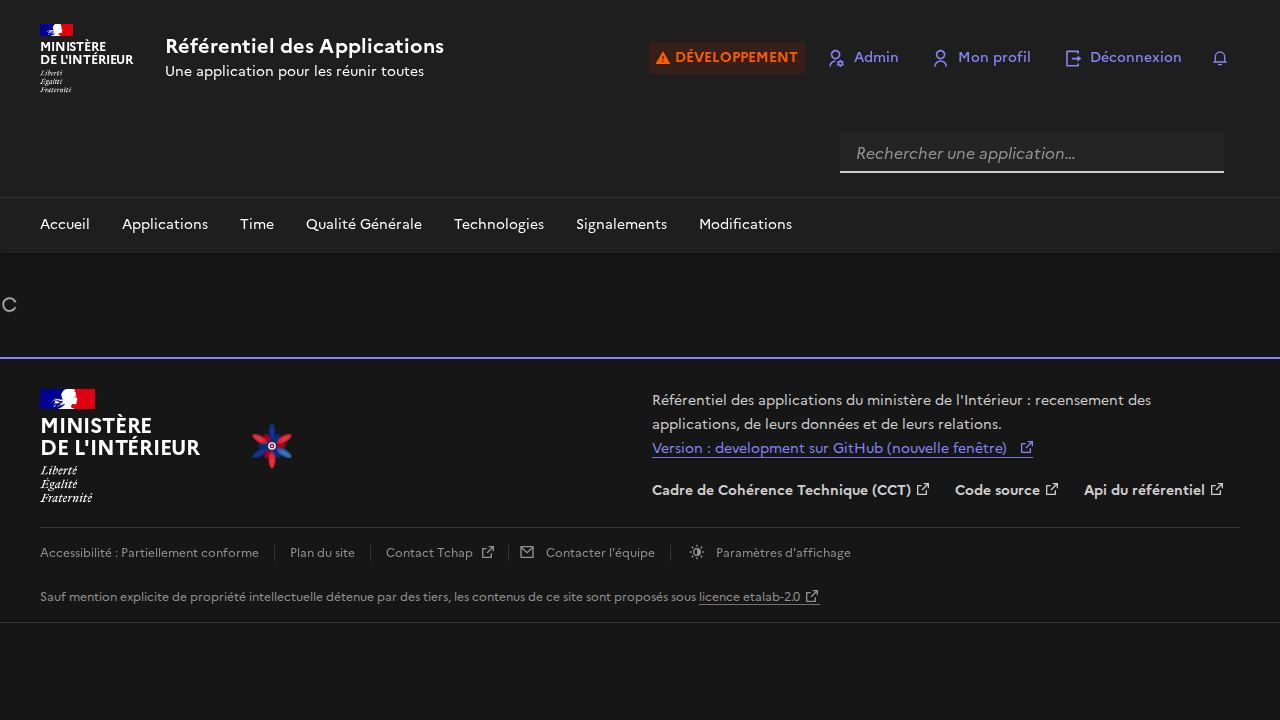 MINISTÈRE
DE L'INTÉRIEUR
Liberté
Égalité
Fraternité
Référentiel des Applications
Une application pour les réunir toutes
DÉVELOPPEMENT
Admin
Mon profil
Déconnexion
Rechercher une application…
Accueil
Applications
Time
Qualité Générale
Technologies
Signalements
Modifications
MINISTÈRE
DE L'INTÉRIEUR
Liberté
Égalité
Fraternité
Référentiel des applications du ministère de l'Intérieur : recensement des
applications, de leurs données et de leurs relations.
Version : development sur GitHub (nouvelle fenêtre)
Cadre de Cohérence Technique (CCT)
Code source
Api du référentiel
Accessibilité : Partiellement conforme
Plan du site
Contact Tchap
Contacter l'équipe
Paramètres d'affichage
Sauf mention explicite de propriété intellectuelle détenue par des tiers, les contenus de ce site sont proposés sous licence etalab-2.0